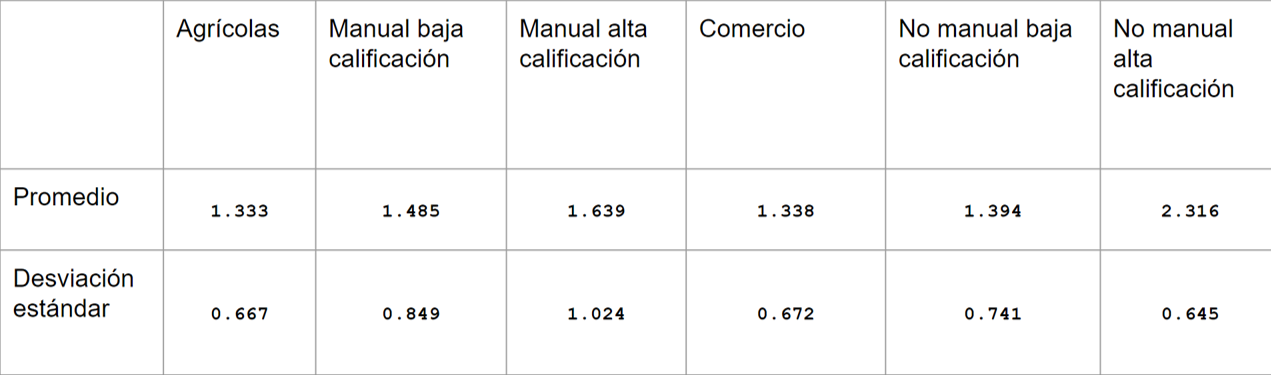 Agrícolas Manual baja calificación Manual alta calificación Comercio No manual baja calificación No manual alta calificación
Promedio 1.333 1.485 1.639 1.338 1.394 2.316
Desviación estándar 0.667 0.849 1.024 0.672 0.741 0.645